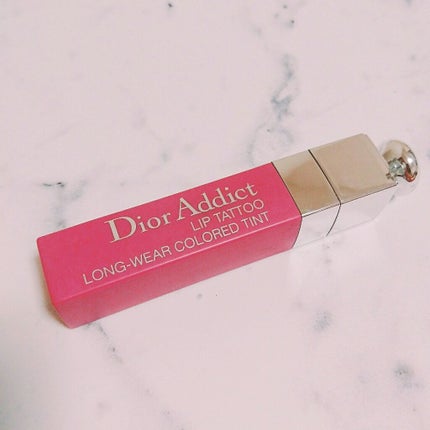 Dior Addict
LIP TATTOO
LONG-WEAR COLORED TINT